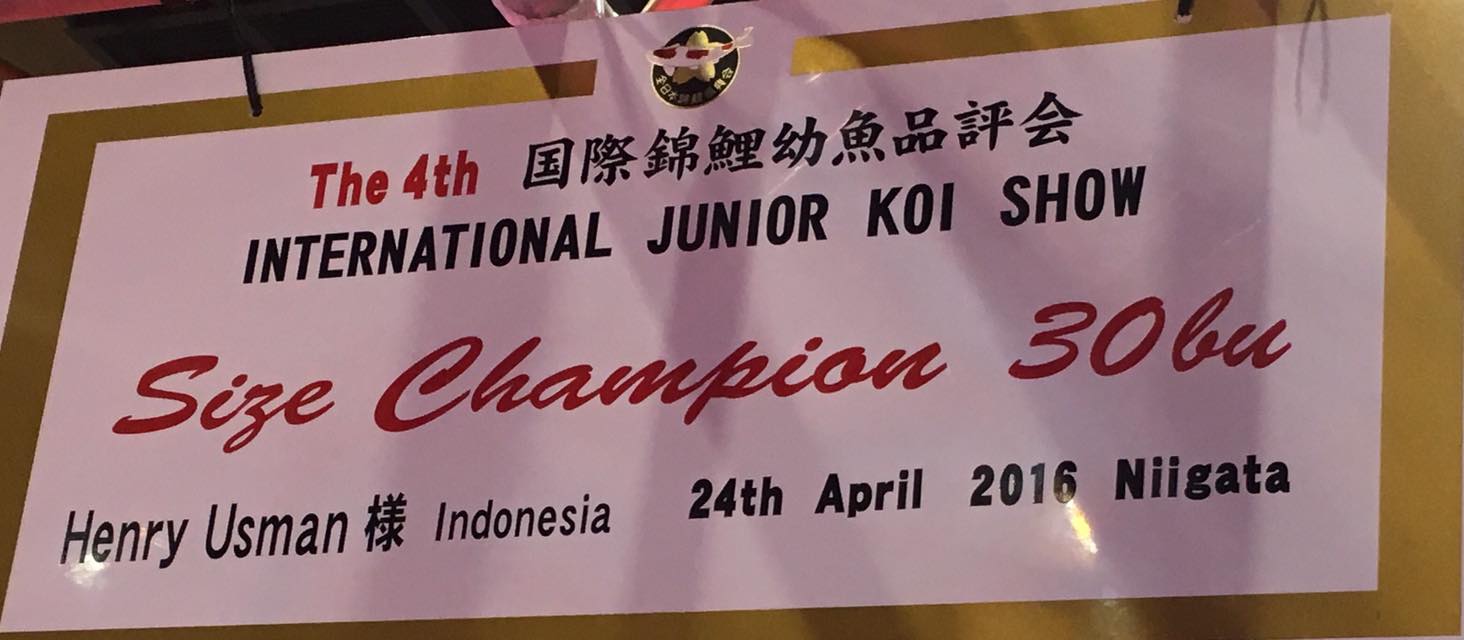 The 4th 国際錦鯉幼魚品評会
INTERNATIONAL JUNIOR KOI SHOW
Size Champion 30bu
Henry Usman 様 Indonesia 24th April 2016 Niigata